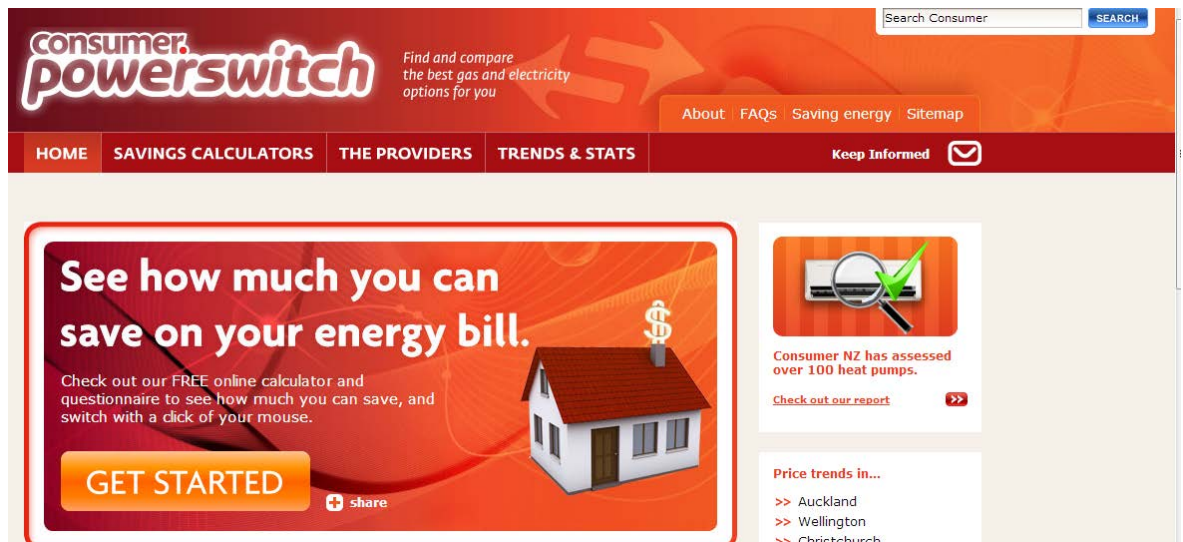 Search Consumer
SEARCH
consumer.
powerswitch
Find and compare
the best gas and electricity
options for you
About
FAQs
Saving energy
Sitemap
HOME
SAVINGS CALCULATORS
THE PROVIDERS
TRENDS & STATS
Keep Informed
See how much you can
save on your energy bill.
$
Check out our FREE online calculator and
questionnaire to see how much you can save, and
switch with a click of your mouse.
GET STARTED
share
Consumer NZ has assessed
over 100 heat pumps.
Check out our report
>>
Price trends in...
>> Auckland
>> Wellington
>> Christchurch